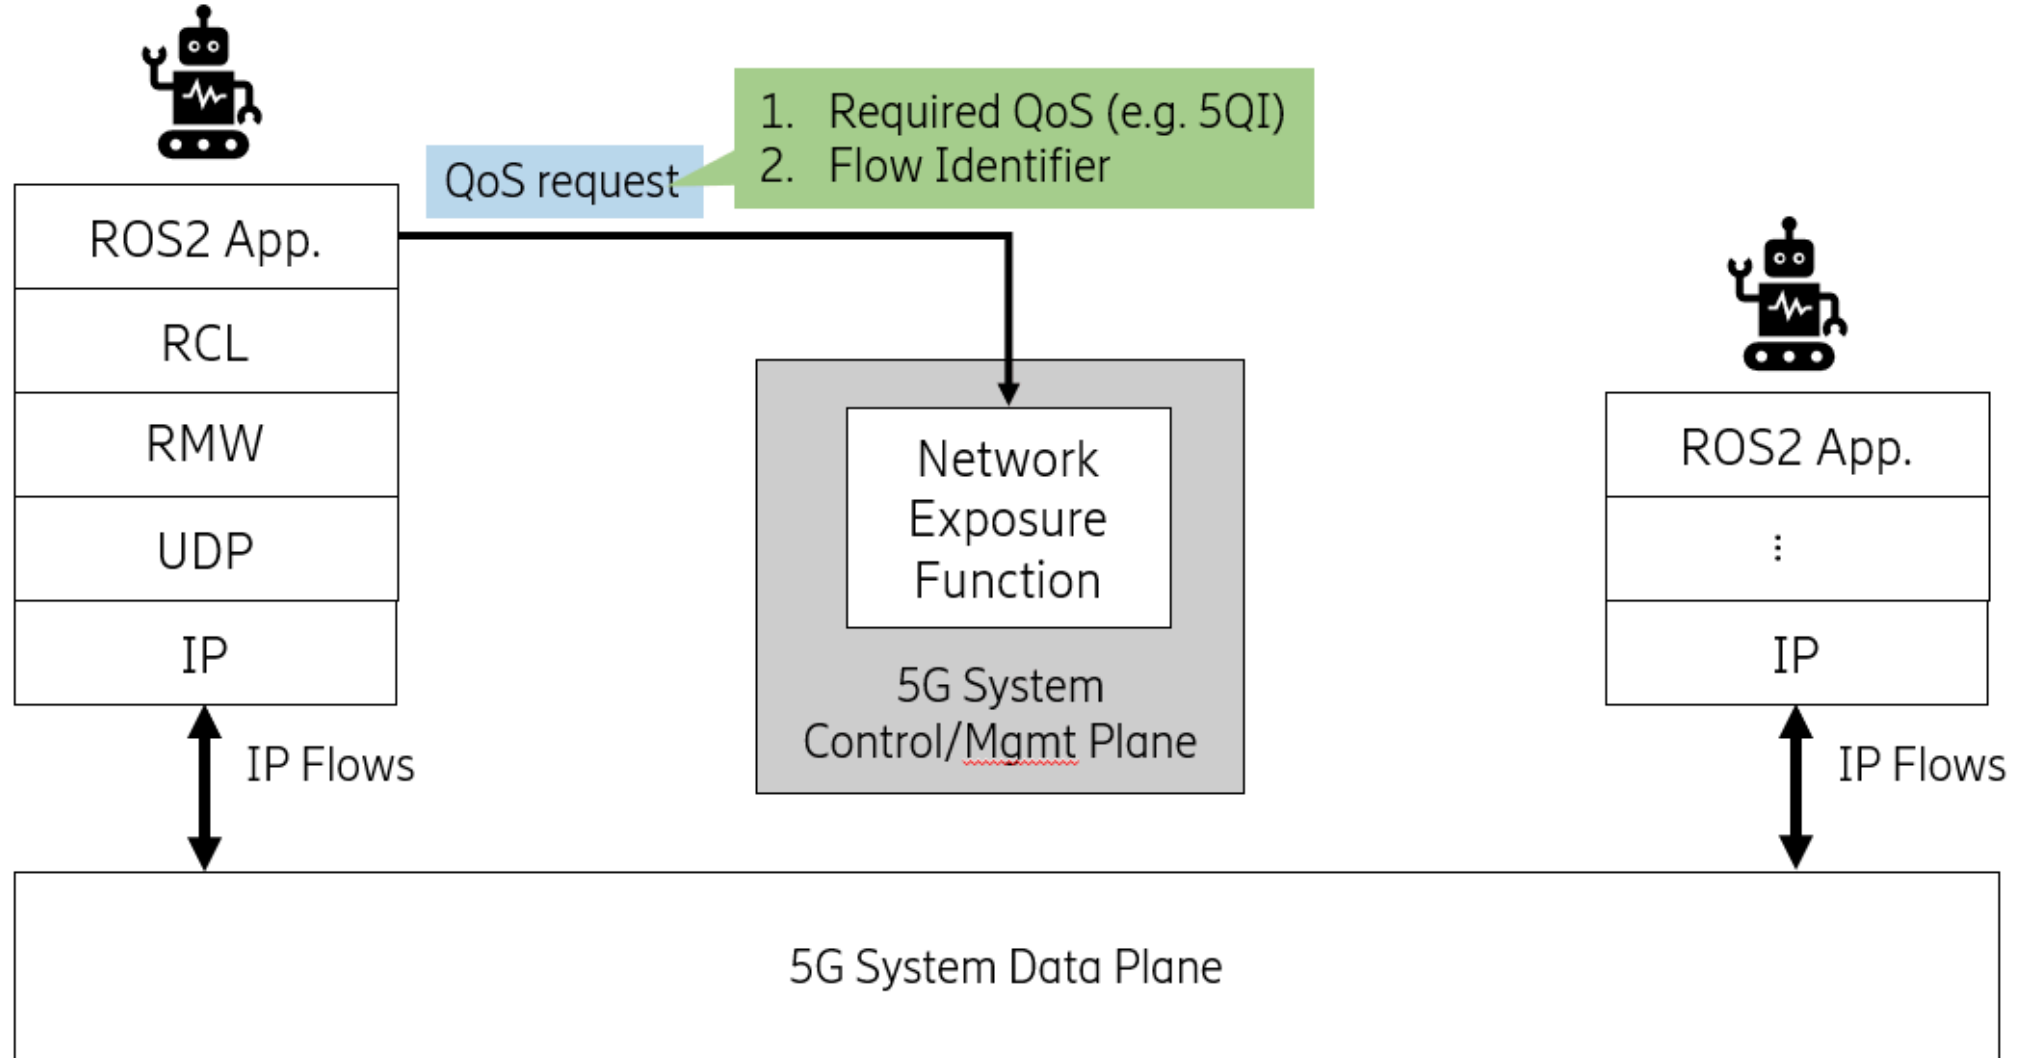 1. Required QoS (e.g. 5QI)
2. Flow Identifier
QoS request
ROS2 App.
RCL
RMW
UDP
IP
IP Flows
Network
Exposure
Function
5G System
Control/Mgmt Plane
ROS2 App.
⋮
IP
IP Flows
5G System Data Plane